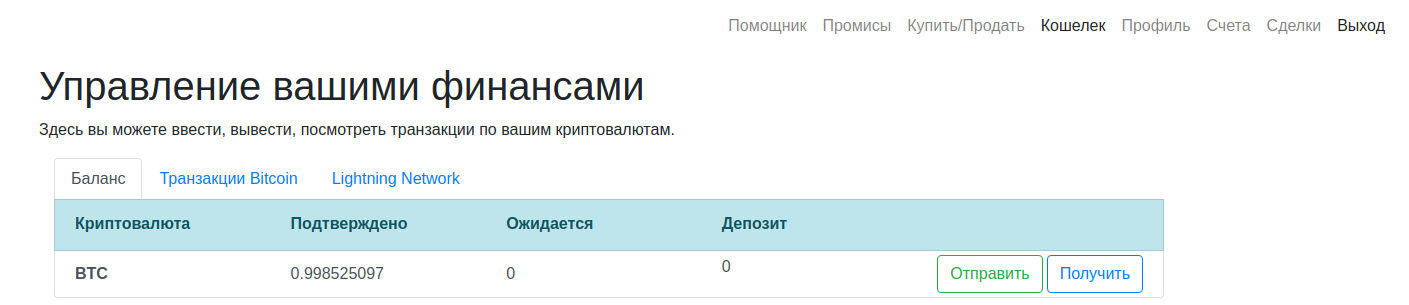 Помощник Промисы Купить/Продать Кошелек Профиль Счета Сделки Выход
Управление вашими финансами
Здесь вы можете ввести, вывести, посмотреть транзакции по вашим криптовалютам.
Баланс Транзакции Bitcoin Lightning Network
Криптовалюта Подтверждено Ожидается Депозит
BTC 0.998525097 0 0 Отправить Получить